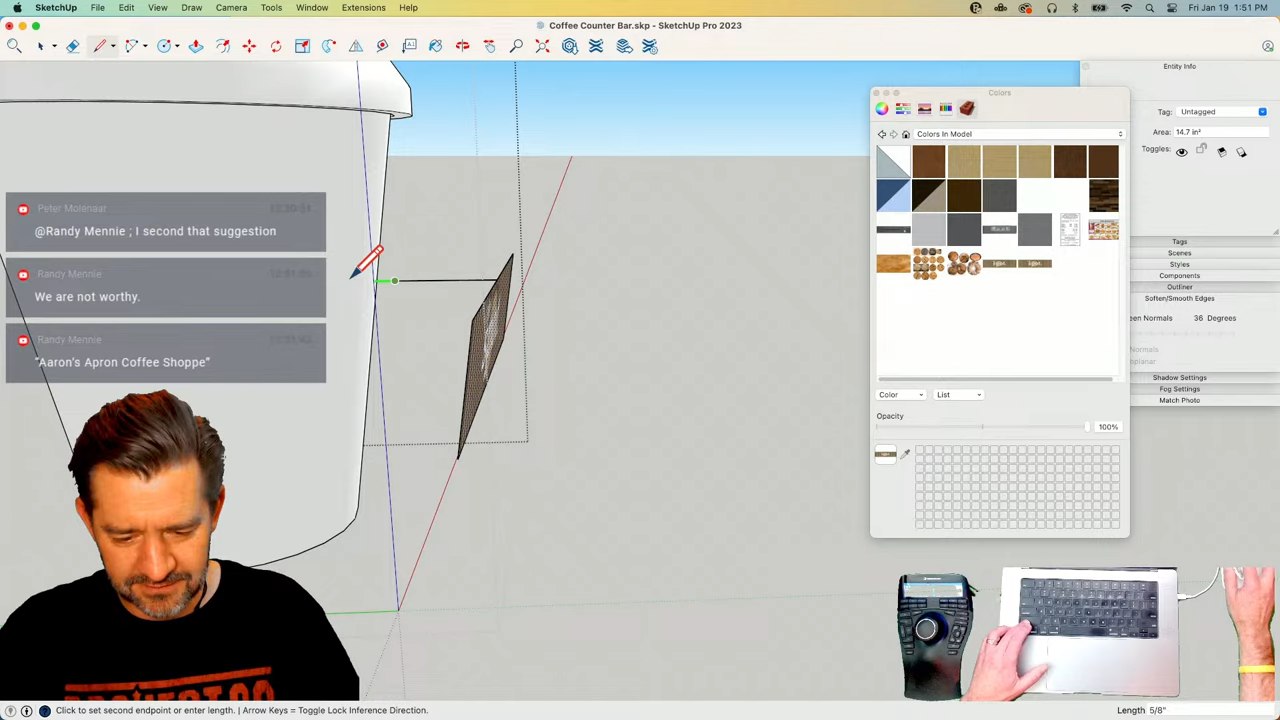 SketchUp File Edit View Draw Camera Tools Window Extensions Help
Fri Jan 19 1:51 PM
Coffee Counter Bar.skp - SketchUp Pro 2023
Entity Info
Colors
Tag: Untagged
Area: 14.7 in²
Toggles:
Colors In Model
Peter Molenaar
@Randy Mennie ; I second that suggestion
Randy Mennie
We are not worthy.
Randy Mennie
“Aaron's Apron Coffee Shoppe”
Tags
Scenes
Styles
Components
Outliner
Soften/Smooth Edges
een Normals 36 Degrees
Normals
planar
Shadow Settings
Fog Settings
Match Photo
Color List
Opacity
100%
Click to set second endpoint or enter length. | Arrow Keys = Toggle Lock Inference Direction.
Length 5/8"